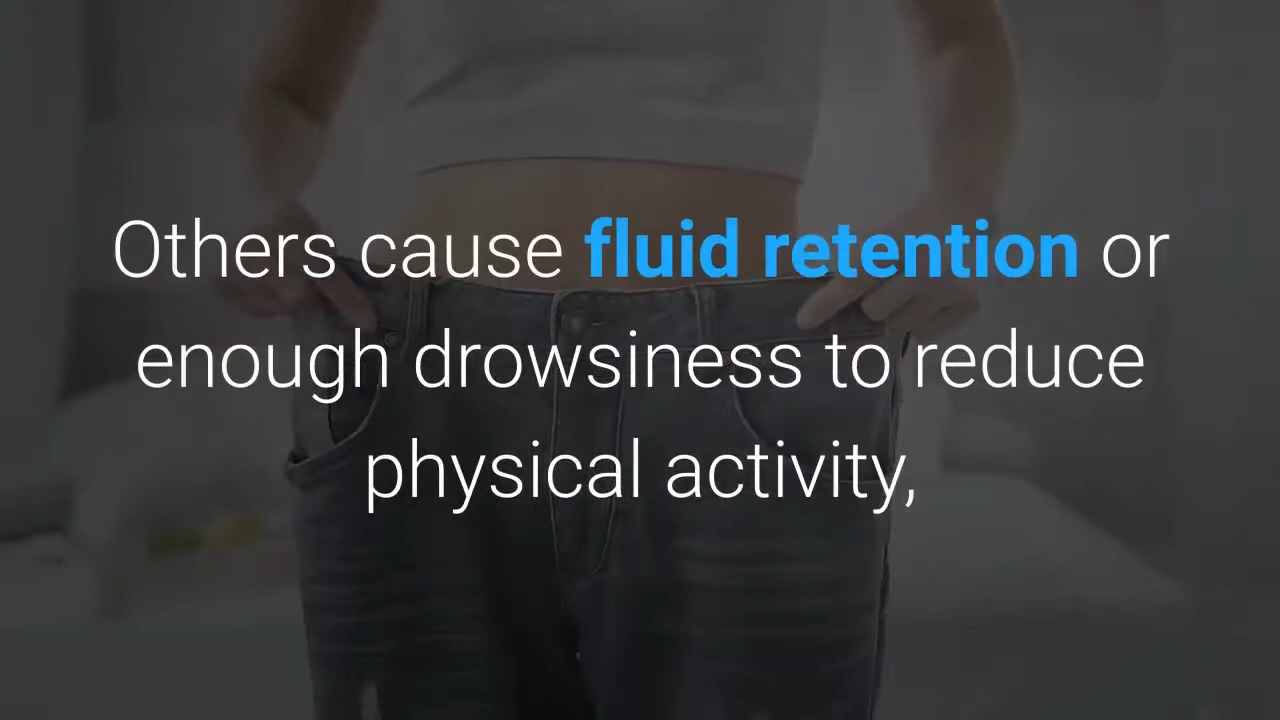 Others cause fluid retention or
enough drowsiness to reduce
physical activity,